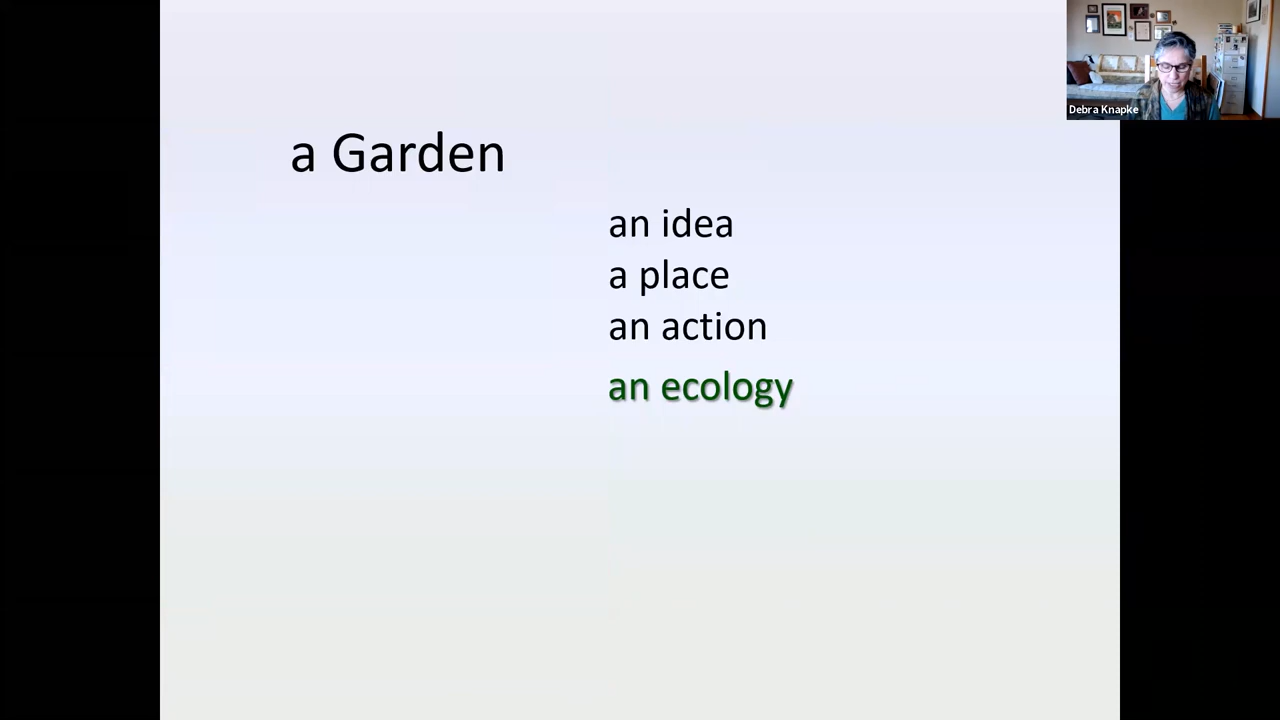 Debra Knapke
a Garden
an idea
a place
an action
an ecology